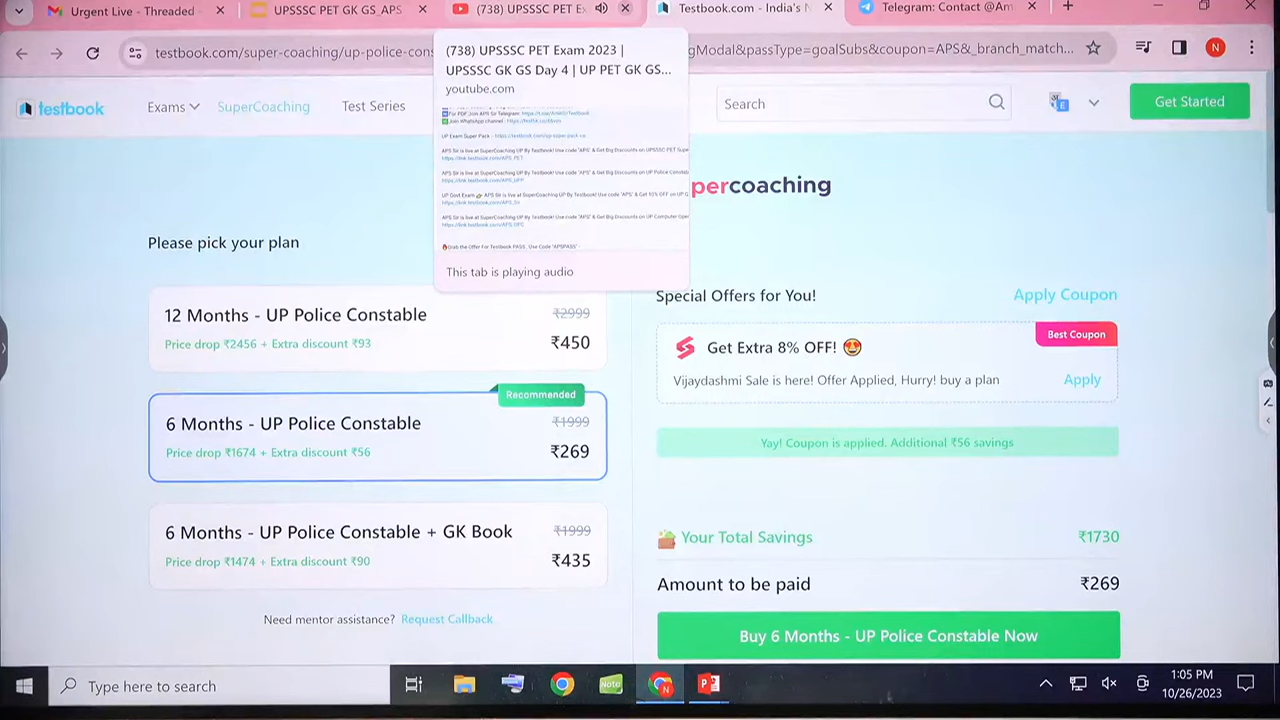 Urgent Live - Threaded
UPSSSC PET GK GS_APS
(738) UPSSSC PET E
Testbook.com - India's N
Telegram: Contact @Am
testbook.com/super-coaching/up-police-cons
gModal&passType=goalSubs&coupon=APS&_branch_match...
N
(738) UPSSSC PET Exam 2023 |
UPSSSC GK GS Day 4 | UP PET GK GS...
youtube.com
This tab is playing audio
testbook
Exams
SuperCoaching
Test Series
Search
E
Get Started
percoaching
Please pick your plan
12 Months - UP Police Constable
₹2999
Price drop ₹2456 + Extra discount ₹93
₹450
Recommended
6 Months - UP Police Constable
₹1999
Price drop ₹1674 + Extra discount ₹56
₹269
6 Months - UP Police Constable + GK Book
₹1999
Price drop ₹1474 + Extra discount ₹90
₹435
Need mentor assistance? Request Callback
Special Offers for You!
Apply Coupon
Best Coupon
Get Extra 8% OFF!
Vijaydashmi Sale is here! Offer Applied, Hurry! buy a plan
Apply
Yay! Coupon is applied. Additional ₹56 savings
Your Total Savings
₹1730
Amount to be paid
₹269
Buy 6 Months - UP Police Constable Now
Type here to search
Note
N
1:05 PM
10/26/2023